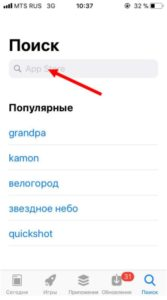 MTS RUS 3G 10:37 32 %
Поиск
App Store
Популярные
grandpa
kamon
велогород
звездное небо
quickshot
31
Сегодня Игры Приложения Обновления Поиск